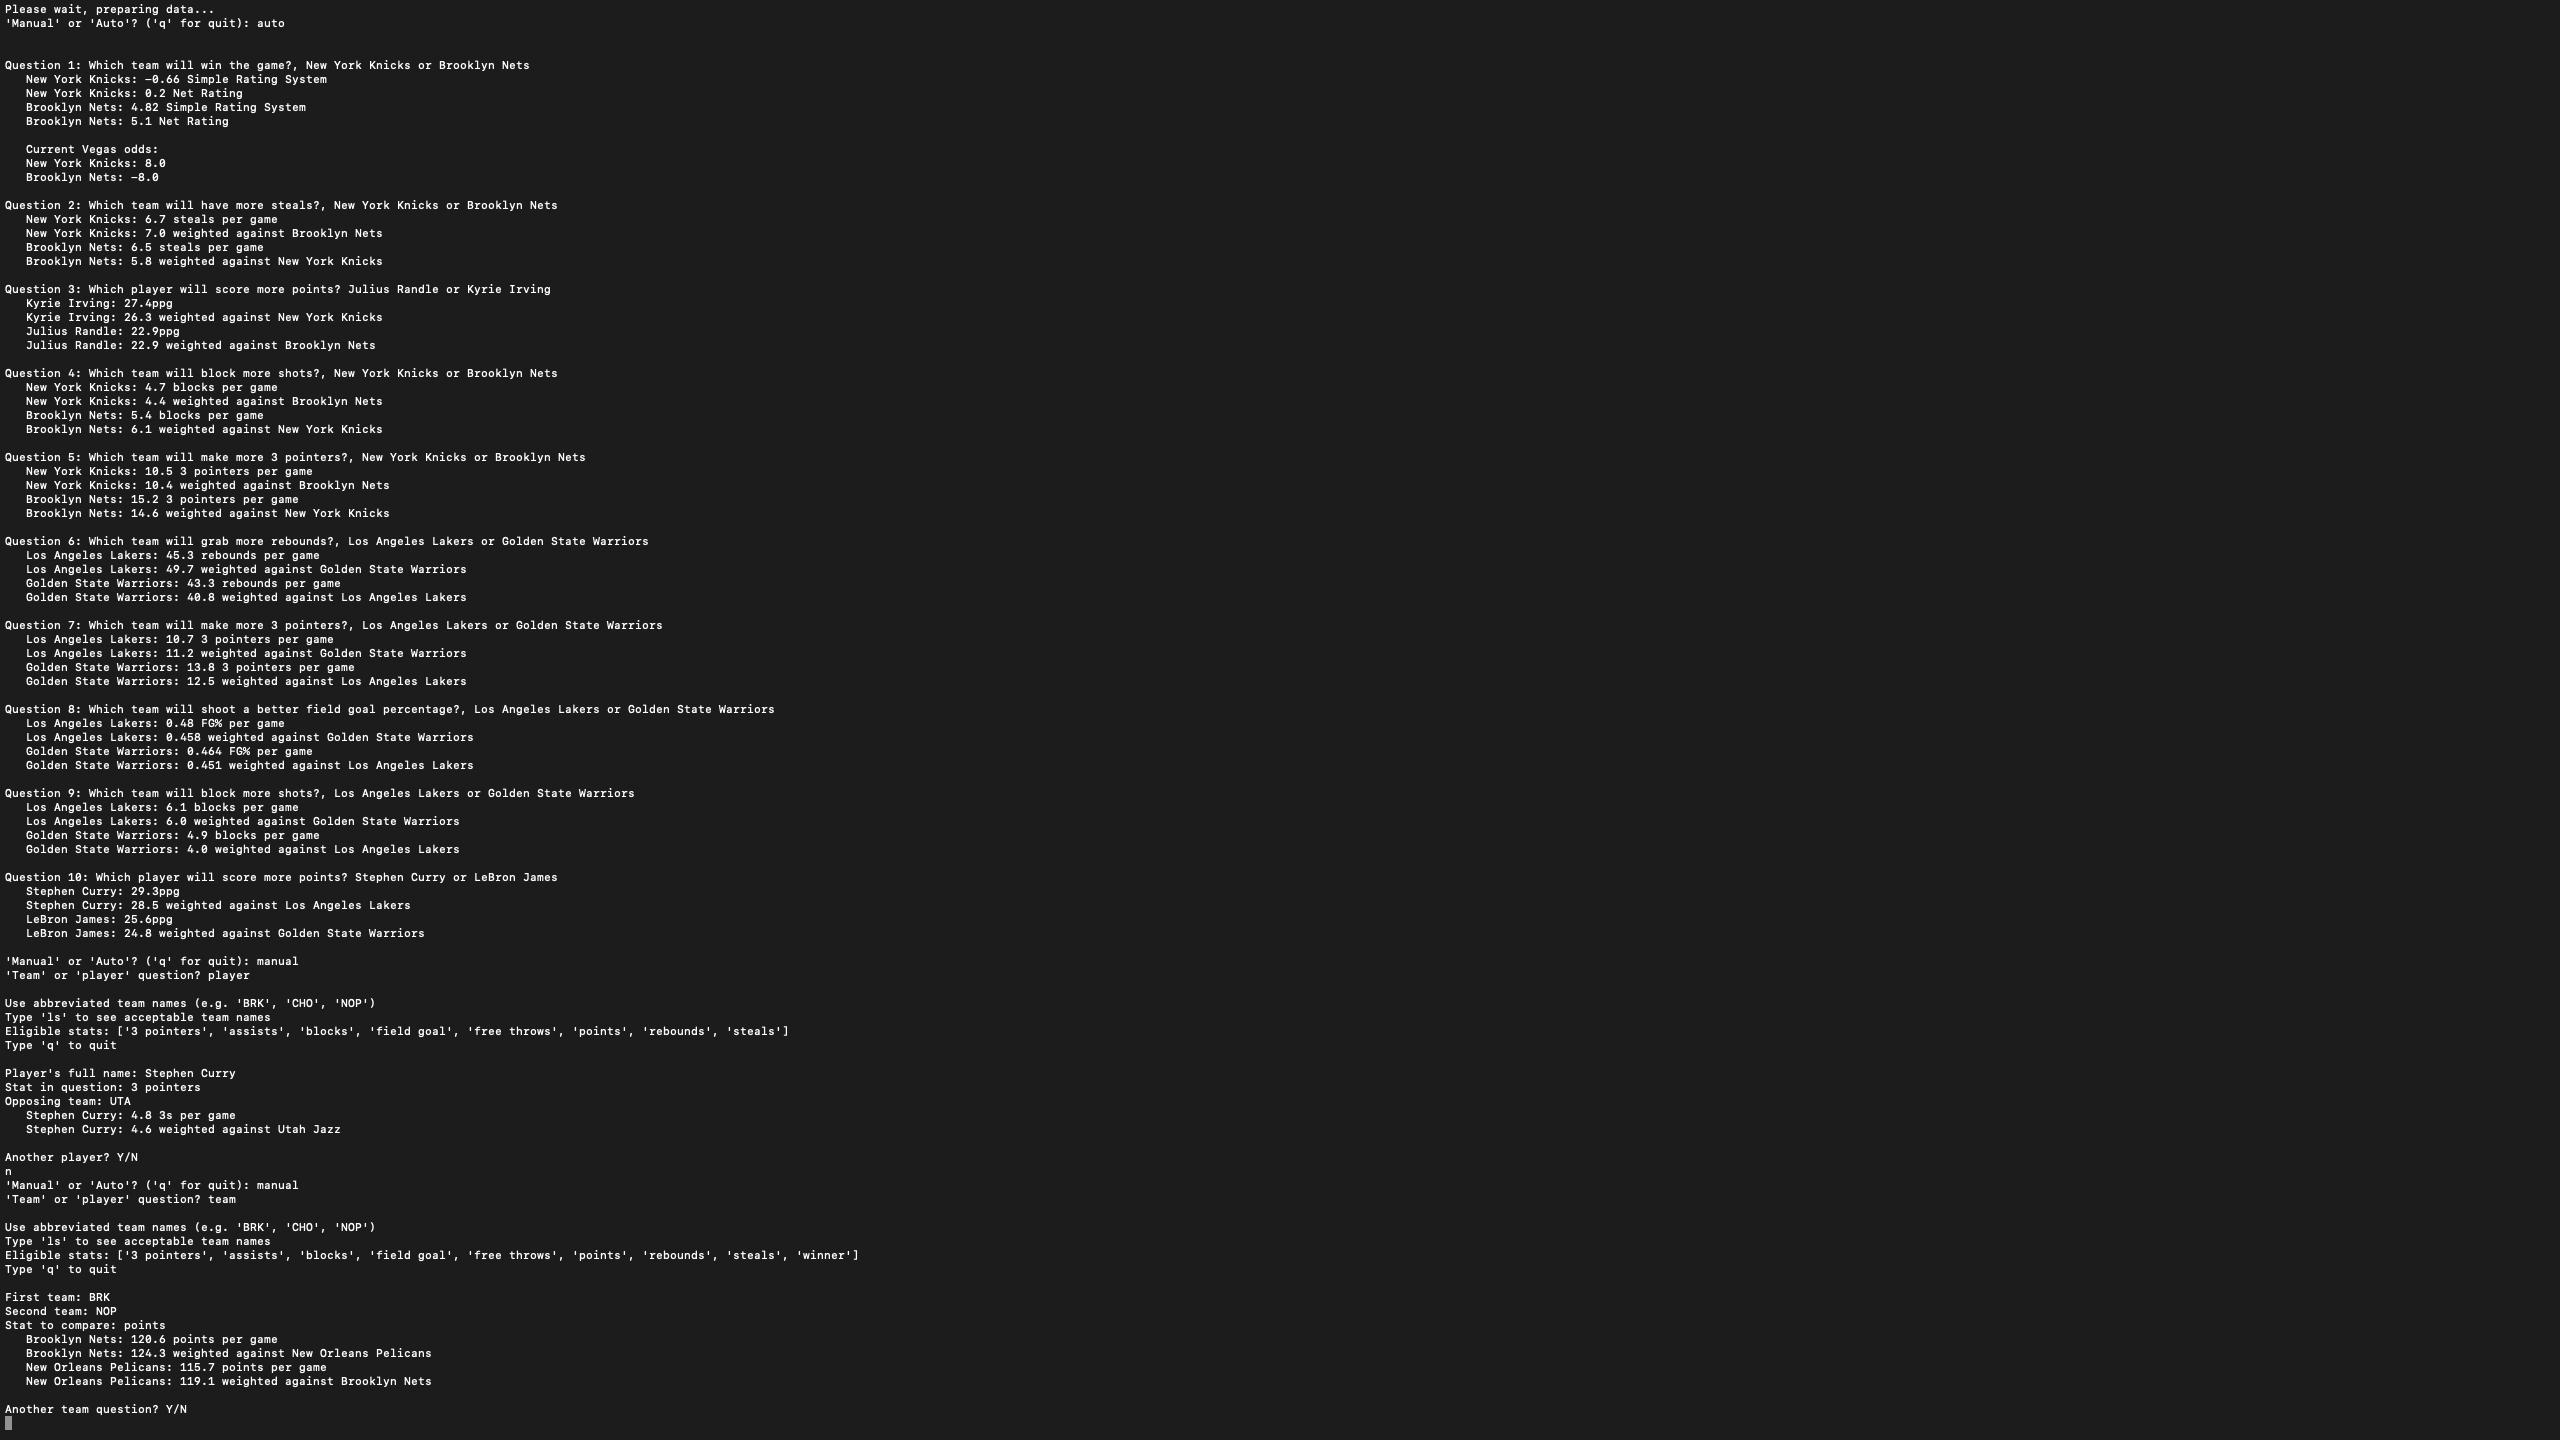 Please wait, preparing data...
'Manual' or 'Auto'? ('q' for quit): auto
Question 1: Which team will win the game?, New York Knicks or Brooklyn Nets
New York Knicks: -0.66 Simple Rating System
New York Knicks: 0.2 Net Rating
Brooklyn Nets: 4.82 Simple Rating System
Brooklyn Nets: 5.1 Net Rating
Current Vegas odds:
New York Knicks: 8.0
Brooklyn Nets: -8.0
Question 2: Which team will have more steals?, New York Knicks or Brooklyn Nets
New York Knicks: 6.7 steals per game
New York Knicks: 7.0 weighted against Brooklyn Nets
Brooklyn Nets: 6.5 steals per game
Brooklyn Nets: 5.8 weighted against New York Knicks
Question 3: Which player will score more points? Julius Randle or Kyrie Irving
Kyrie Irving: 27.4ppg
Kyrie Irving: 26.3 weighted against New York Knicks
Julius Randle: 22.9ppg
Julius Randle: 22.9 weighted against Brooklyn Nets
Question 4: Which team will block more shots?, New York Knicks or Brooklyn Nets
New York Knicks: 4.7 blocks per game
New York Knicks: 4.4 weighted against Brooklyn Nets
Brooklyn Nets: 5.4 blocks per game
Brooklyn Nets: 6.1 weighted against New York Knicks
Question 5: Which team will make more 3 pointers?, New York Knicks or Brooklyn Nets
New York Knicks: 10.5 3 pointers per game
New York Knicks: 10.4 weighted against Brooklyn Nets
Brooklyn Nets: 15.2 3 pointers per game
Brooklyn Nets: 14.6 weighted against New York Knicks
Question 6: Which team will grab more rebounds?, Los Angeles Lakers or Golden State Warriors
Los Angeles Lakers: 45.3 rebounds per game
Los Angeles Lakers: 49.7 weighted against Golden State Warriors
Golden State Warriors: 43.3 rebounds per game
Golden State Warriors: 40.8 weighted against Los Angeles Lakers
Question 7: Which team will make more 3 pointers?, Los Angeles Lakers or Golden State Warriors
Los Angeles Lakers: 10.7 3 pointers per game
Los Angeles Lakers: 11.2 weighted against Golden State Warriors
Golden State Warriors: 13.8 3 pointers per game
Golden State Warriors: 12.5 weighted against Los Angeles Lakers
Question 8: Which team will shoot a better field goal percentage?, Los Angeles Lakers or Golden State Warriors
Los Angeles Lakers: 0.48 FG% per game
Los Angeles Lakers: 0.458 weighted against Golden State Warriors
Golden State Warriors: 0.464 FG% per game
Golden State Warriors: 0.451 weighted against Los Angeles Lakers
Question 9: Which team will block more shots?, Los Angeles Lakers or Golden State Warriors
Los Angeles Lakers: 6.1 blocks per game
Los Angeles Lakers: 6.0 weighted against Golden State Warriors
Golden State Warriors: 4.9 blocks per game
Golden State Warriors: 4.0 weighted against Los Angeles Lakers
Question 10: Which player will score more points? Stephen Curry or LeBron James
Stephen Curry: 29.3ppg
Stephen Curry: 28.5 weighted against Los Angeles Lakers
LeBron James: 25.6ppg
LeBron James: 24.8 weighted against Golden State Warriors
'Manual' or 'Auto'? ('q' for quit): manual
'Team' or 'player' question? player
Use abbreviated team names (e.g. 'BRK', 'CHO', 'NOP')
Type 'ls' to see acceptable team names
Eligible stats: ['3 pointers', 'assists', 'blocks', 'field goal', 'free throws', 'points', 'rebounds', 'steals']
Type 'q' to quit
Player's full name: Stephen Curry
Stat in question: 3 pointers
Opposing team: UTA
Stephen Curry: 4.8 3s per game
Stephen Curry: 4.6 weighted against Utah Jazz
Another player? Y/N
n
'Manual' or 'Auto'? ('q' for quit): manual
'Team' or 'player' question? team
Use abbreviated team names (e.g. 'BRK', 'CHO', 'NOP')
Type 'ls' to see acceptable team names
Eligible stats: ['3 pointers', 'assists', 'blocks', 'field goal', 'free throws', 'points', 'rebounds', 'steals', 'winner']
Type 'q' to quit
First team: BRK
Second team: NOP
Stat to compare: points
Brooklyn Nets: 120.6 points per game
Brooklyn Nets: 124.3 weighted against New Orleans Pelicans
New Orleans Pelicans: 115.7 points per game
New Orleans Pelicans: 119.1 weighted against Brooklyn Nets
Another team question? Y/N